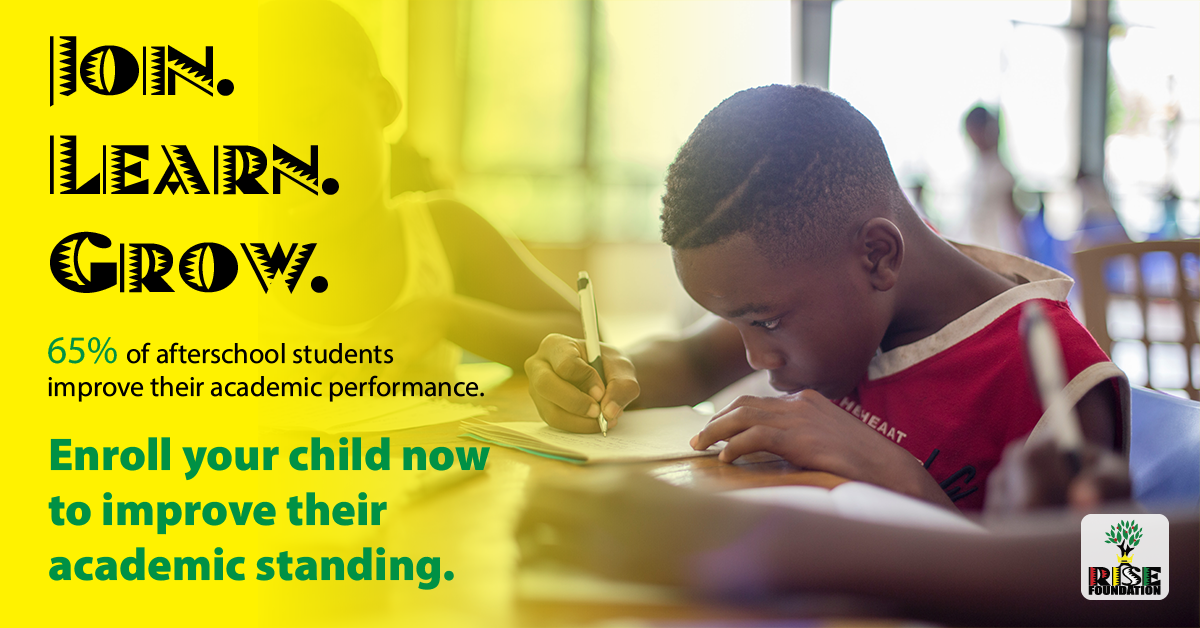 Join.
Learn.
Grow.
65% of afterschool students
improve their academic performance.
Enroll your child now
to improve their
academic standing.
HEHEAAT
RISE
FOUNDATION